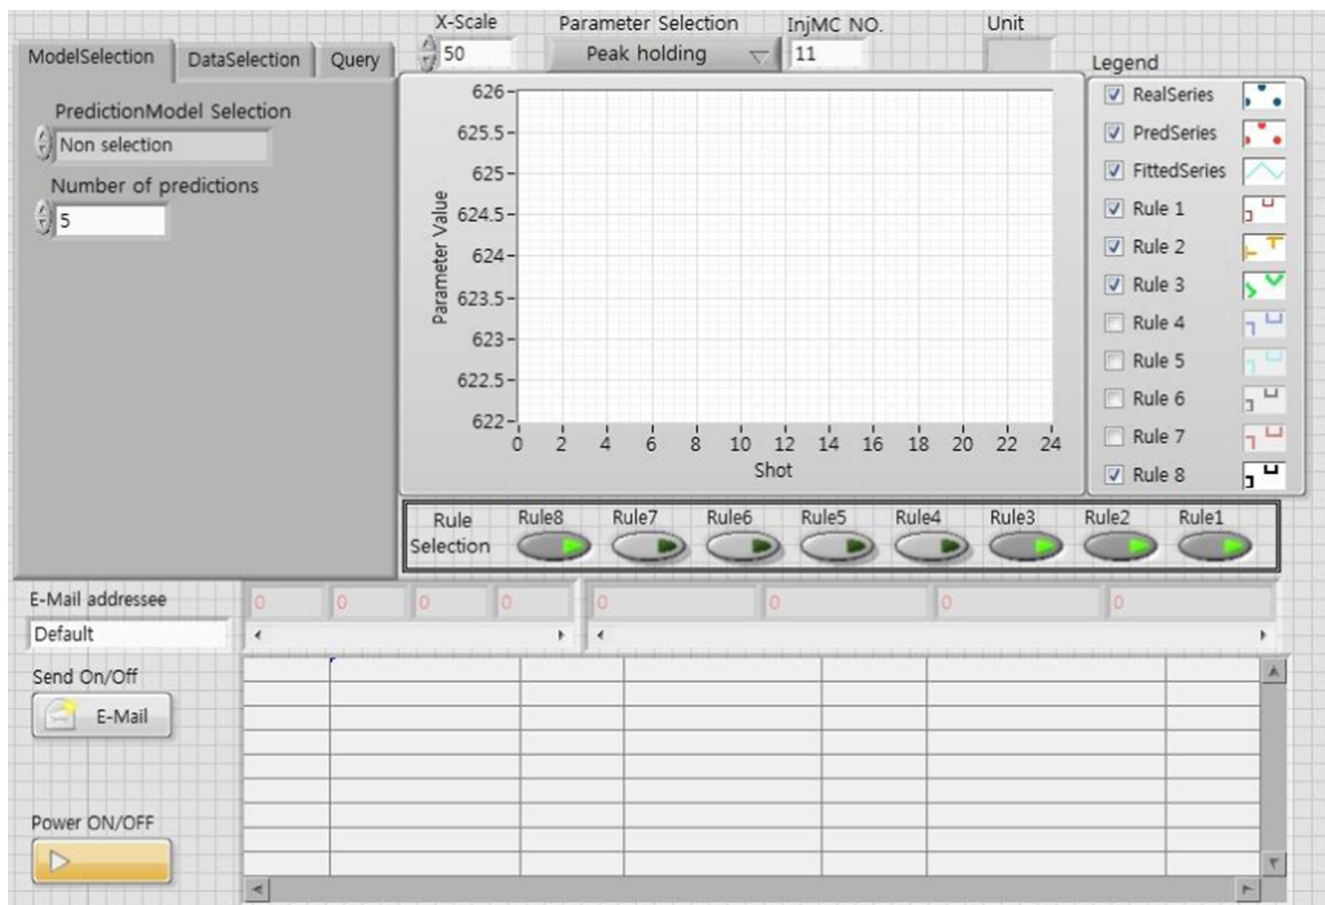 X-Scale Parameter Selection InjMC NO. Unit
50 Peak holding 11
ModelSelection DataSelection Query
PredictionModel Selection
Non selection
Number of predictions
5
Parameter Value
626
625.5
625
624.5
624
623.5
623
622.5
622
0 2 4 6 8 10 12 14 16 18 20 22 24
Shot
Legend
RealSeries
PredSeries
FittedSeries
Rule 1
Rule 2
Rule 3
Rule 4
Rule 5
Rule 6
Rule 7
Rule 8
Rule
Selection
Rule8 Rule7 Rule6 Rule5 Rule4 Rule3 Rule2 Rule1
E-Mail addressee
Default
0 0 0 0 0 0 0 0
Send On/Off
E-Mail
Power ON/OFF